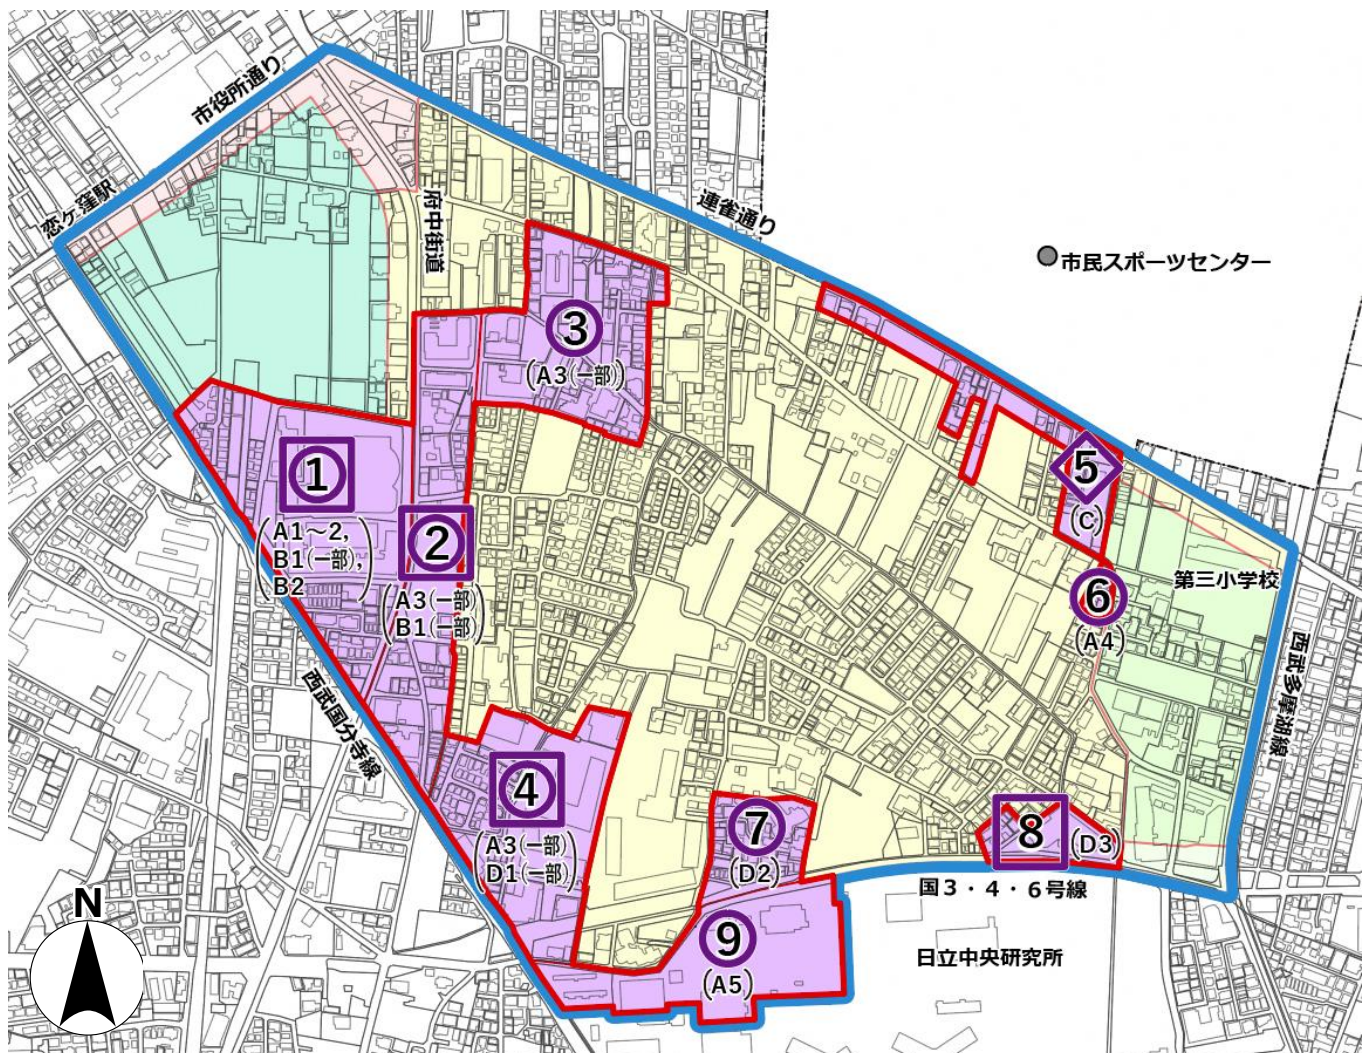 市役所通り
恋ケ窪駅
府中街道
連雀通り
市民スポーツセンター
3
(A3(一部))
1
A1～2,
B1(一部),
B2
2
A3(一部)
B1(一部)
5
(C)
第三小学校
6
(A4)
西武多摩湖線
西武国分寺線
4
A3(一部)
D1(一部)
7
(D2)
8
(D3)
国3・4・6号線
9
(A5)
日立中央研究所
N